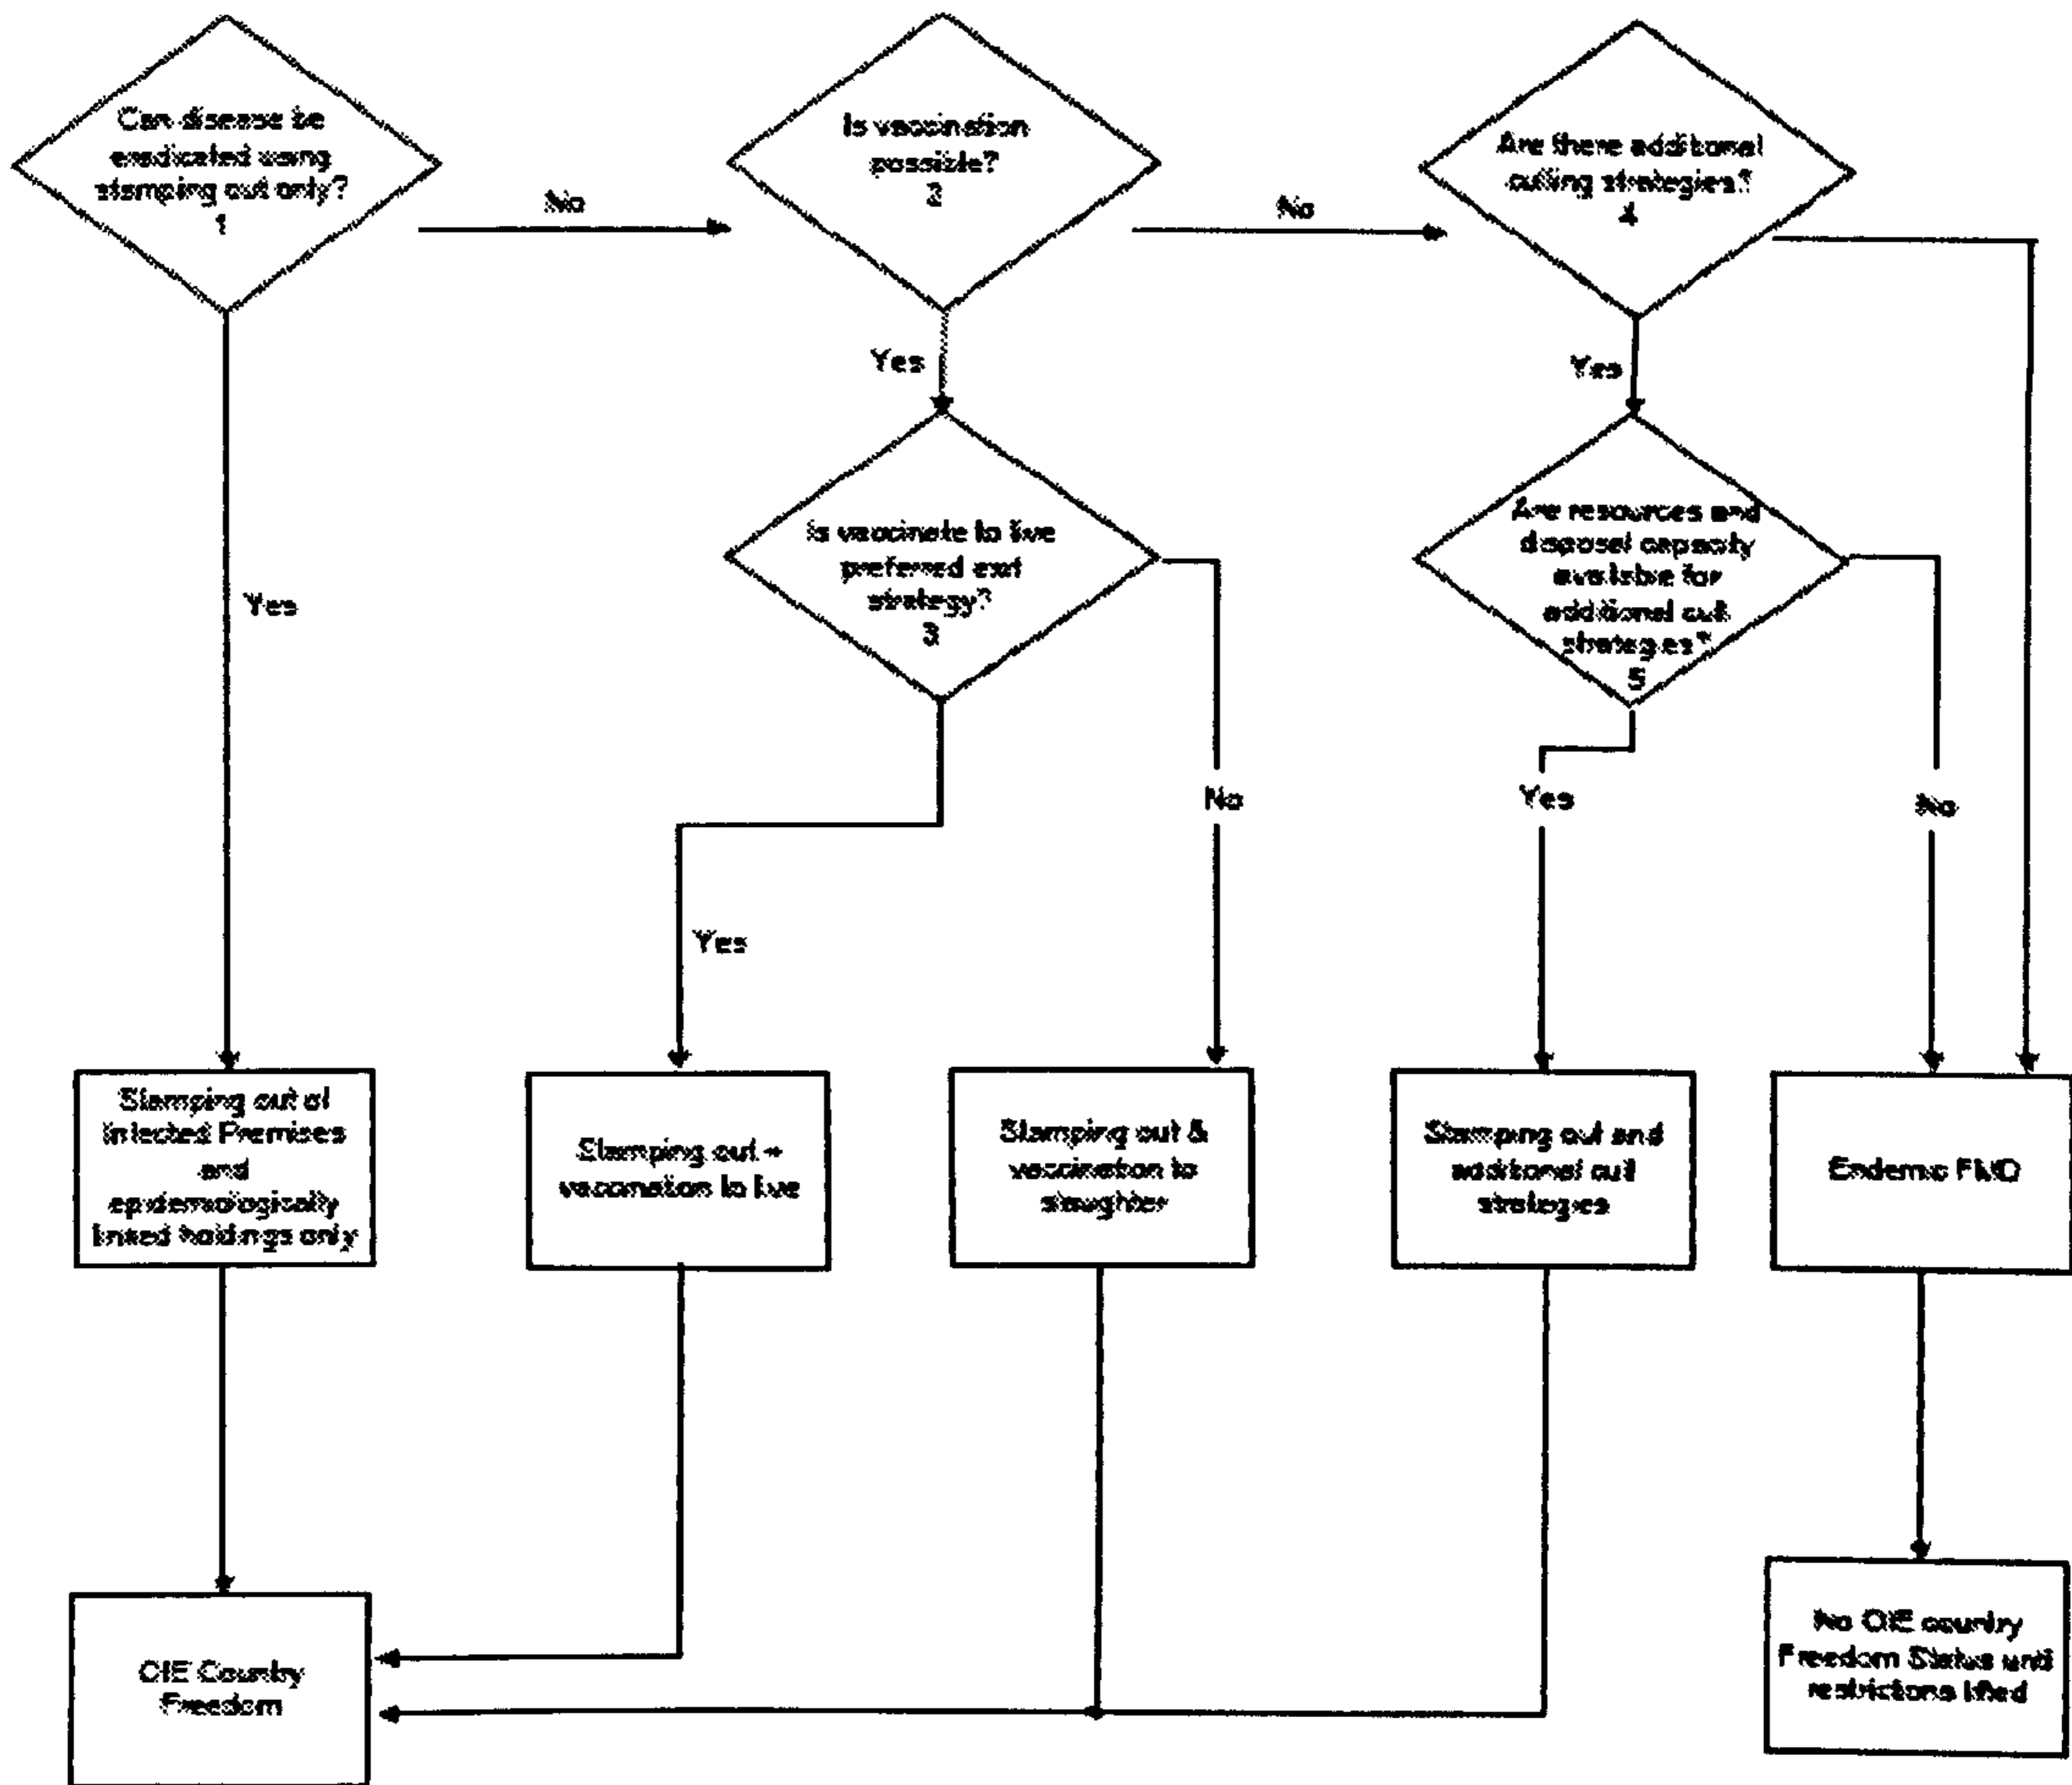 Can disease be
eradicated using
stamping out only?
1
No
Is vaccination
possible?
2
No
Are there additional
culling strategies?
4
Yes
Yes
Yes
Is vaccinate to live
preferred exit
strategy?
3
Are resources and
disposal capacity
available for
additional cull
strategies?
5
No
Yes
No
Yes
Stamping out of
Infected Premises
and
epidemiologically
linked holdings only
Stamping out +
vaccination to live
Stamping out &
vaccination to
slaughter
Stamping out and
additional cull
strategies
Endemic FMD
OIE Country
Freedom
No OIE country
Freedom Status until
restrictions lifted